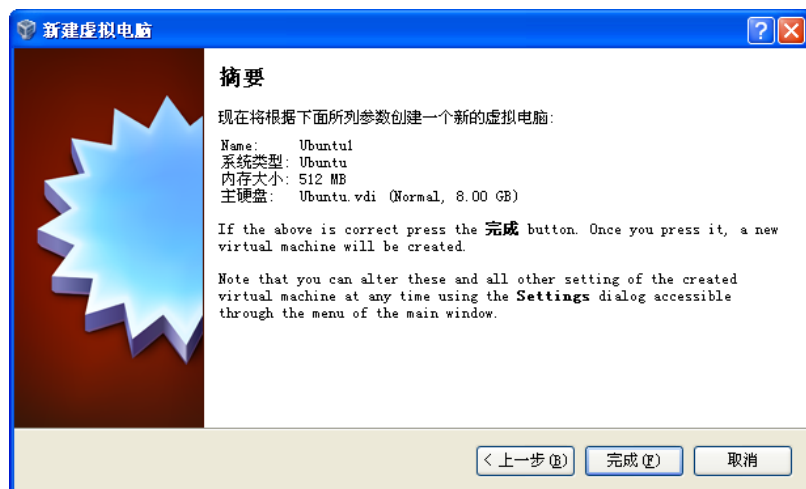 新建虚拟电脑
摘要
现在将根据下面所列参数创建一个新的虚拟电脑:
Name: Ubuntu1
系统类型: Ubuntu
内存大小: 512 MB
主硬盘: Ubuntu.vdi (Normal, 8.00 GB)
If the above is correct press the 完成 button. Once you press it, a new
virtual machine will be created.
Note that you can alter these and all other setting of the created
virtual machine at any time using the Settings dialog accessible
through the menu of the main window.
< 上一步(B) 完成(F) 取消